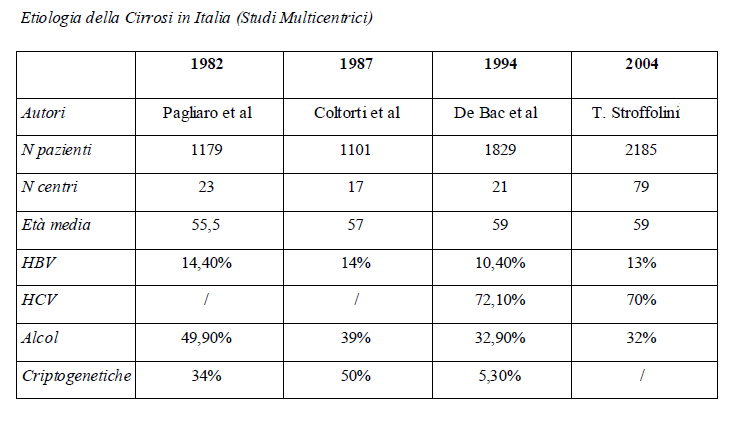 Etiologia della Cirrosi in Italia (Studi Multicentrici)
1982 1987 1994 2004
Autori Pagliaro et al Coltorti et al De Bac et al T. Stroffolini
N pazienti 1179 1101 1829 2185
N centri 23 17 21 79
Età media 55,5 57 59 59
HBV 14,40% 14% 10,40% 13%
HCV / / 72,10% 70%
Alcol 49,90% 39% 32,90% 32%
Criptogenetiche 34% 50% 5,30% /